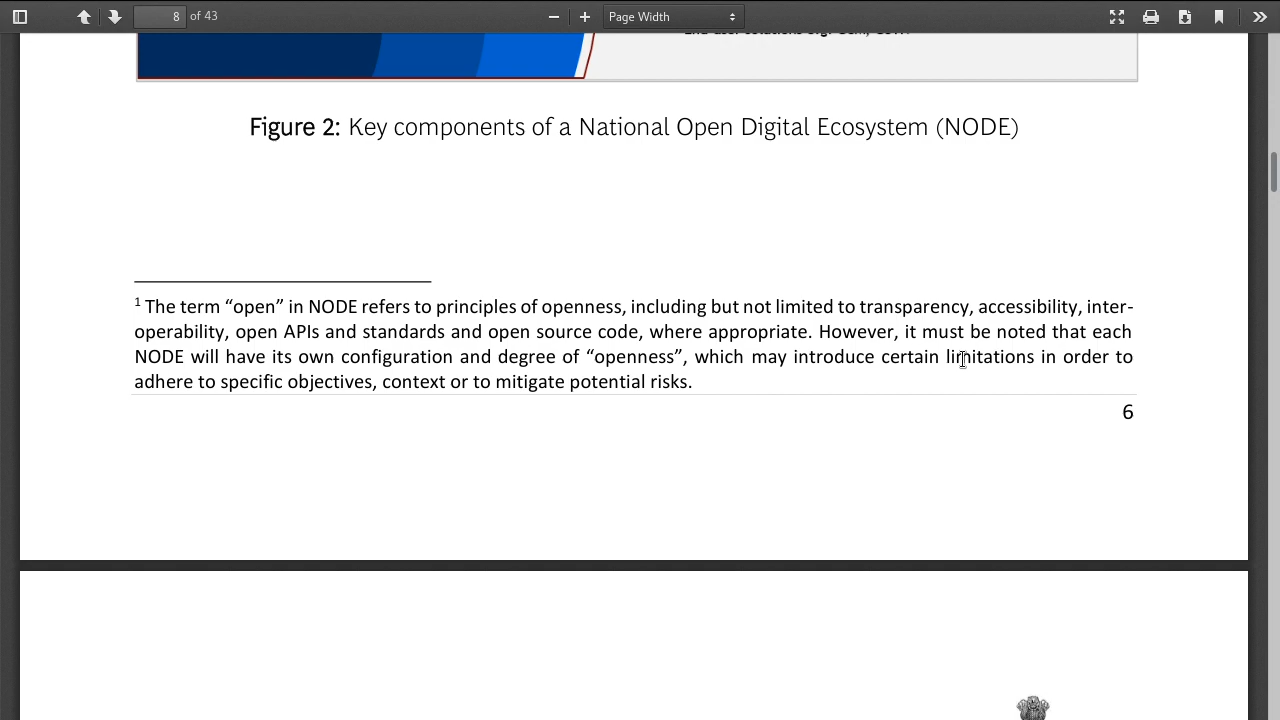 8 of 43
Page Width
Figure 2: Key components of a National Open Digital Ecosystem (NODE)
1 The term “open” in NODE refers to principles of openness, including but not limited to transparency, accessibility, inter-
operability, open APIs and standards and open source code, where appropriate. However, it must be noted that each
NODE will have its own configuration and degree of “openness”, which may introduce certain limitations in order to
adhere to specific objectives, context or to mitigate potential risks.
6